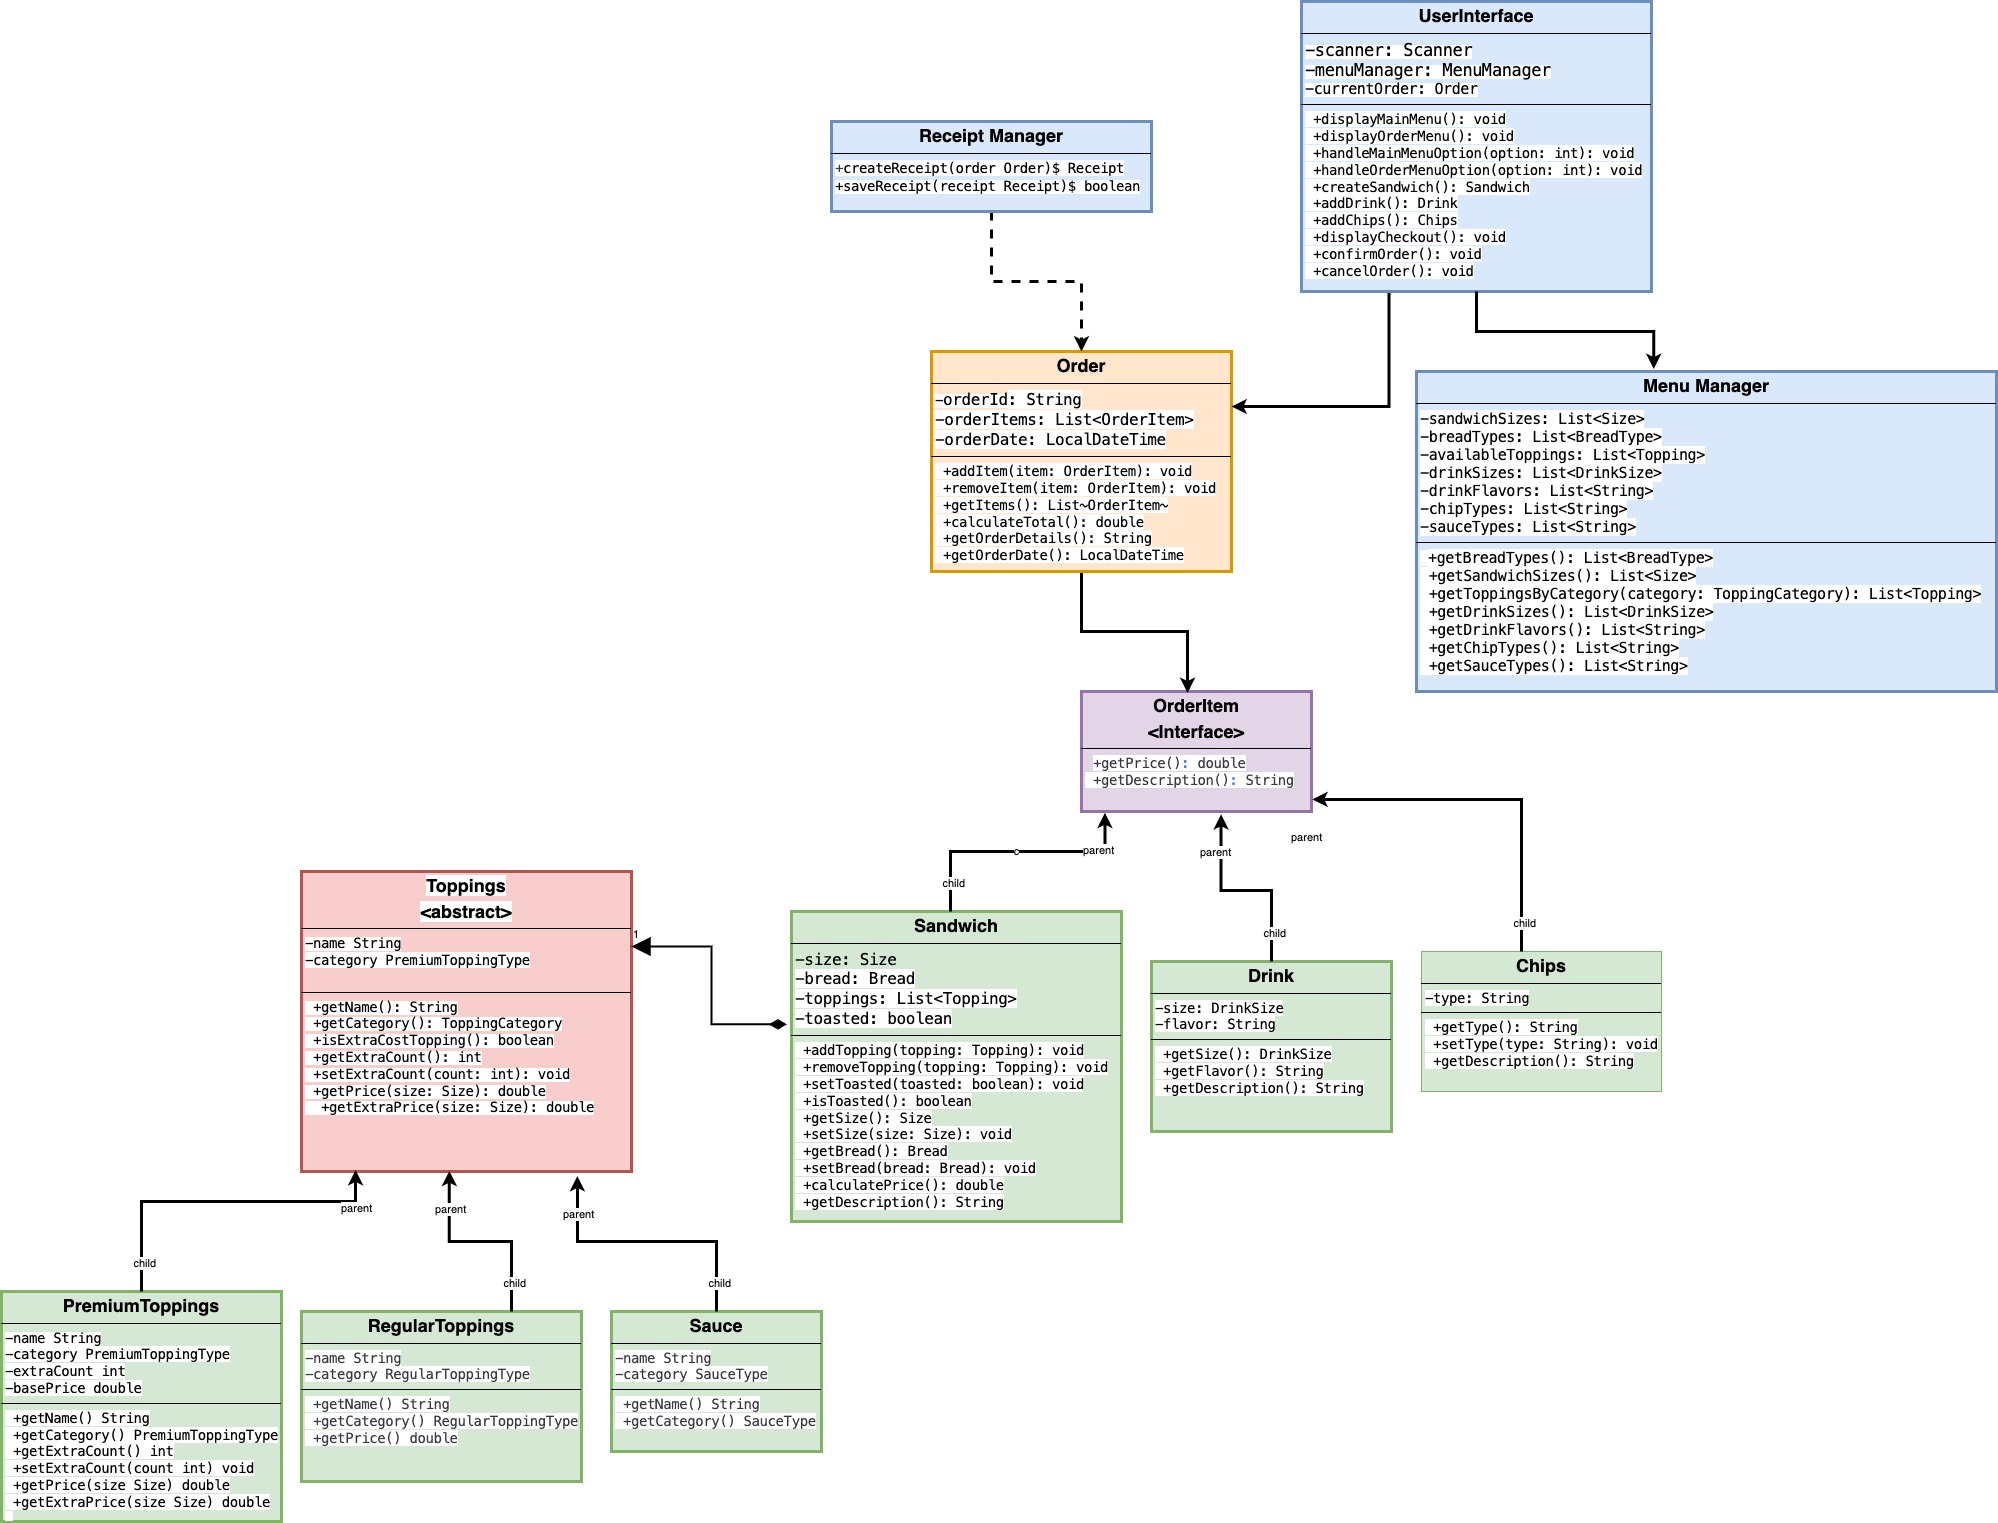 UserInterface
-scanner: Scanner
-menuManager: MenuManager
-currentOrder: Order
+displayMainMenu(): void
+displayOrderMenu(): void
+handleMainMenuOption(option: int): void
+handleOrderMenuOption(option: int): void
+createSandwich(): Sandwich
+addDrink(): Drink
+addChips(): Chips
+displayCheckout(): void
+confirmOrder(): void
+cancelOrder(): void
Receipt Manager
+createReceipt(order Order)$ Receipt
+saveReceipt(receipt Receipt)$ boolean
Order
-orderId: String
-orderItems: List<OrderItem>
-orderDate: LocalDateTime
+addItem(item: OrderItem): void
+removeItem(item: OrderItem): void
+getItems(): List~OrderItem~
+calculateTotal(): double
+getOrderDetails(): String
+getOrderDate(): LocalDateTime
Menu Manager
-sandwichSizes: List<Size>
-breadTypes: List<BreadType>
-availableToppings: List<Topping>
-drinkSizes: List<DrinkSize>
-drinkFlavors: List<String>
-chipTypes: List<String>
-sauceTypes: List<String>
+getBreadTypes(): List<BreadType>
+getSandwichSizes(): List<Size>
+getToppingsByCategory(category: ToppingCategory): List<Topping>
+getDrinkSizes(): List<DrinkSize>
+getDrinkFlavors(): List<String>
+getChipTypes(): List<String>
+getSauceTypes(): List<String>
OrderItem
<Interface>
+getPrice(): double
+getDescription(): String
parent
parent
parent
c
child
child
child
Toppings
<abstract>
-name String
-category PremiumToppingType
+getName(): String
+getCategory(): ToppingCategory
+isExtraCostTopping(): boolean
+getExtraCount(): int
+setExtraCount(count: int): void
+getPrice(size: Size): double
+getExtraPrice(size: Size): double
1
Sandwich
-size: Size
-bread: Bread
-toppings: List<Topping>
-toasted: boolean
+addTopping(topping: Topping): void
+removeTopping(topping: Topping): void
+setToasted(toasted: boolean): void
+isToasted(): boolean
+getSize(): Size
+setSize(size: Size): void
+getBread(): Bread
+setBread(bread: Bread): void
+calculatePrice(): double
+getDescription(): String
Drink
-size: DrinkSize
-flavor: String
+getSize(): DrinkSize
+getFlavor(): String
+getDescription(): String
Chips
-type: String
+getType(): String
+setType(type: String): void
+getDescription(): String
parent
parent
parent
child
child
child
PremiumToppings
-name String
-category PremiumToppingType
-extraCount int
-basePrice double
+getName() String
+getCategory() PremiumToppingType
+getExtraCount() int
+setExtraCount(count int) void
+getPrice(size Size) double
+getExtraPrice(size Size) double
RegularToppings
-name String
-category RegularToppingType
+getName() String
+getCategory() RegularToppingType
+getPrice() double
Sauce
-name String
-category SauceType
+getName() String
+getCategory() SauceType